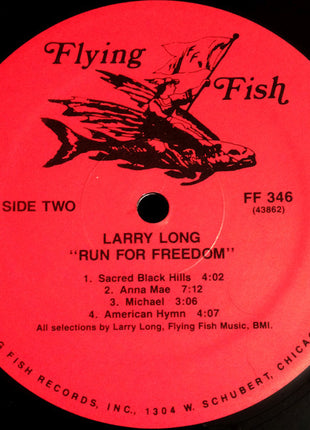 Flying
Fish
SIDE TWO
FF 346
(43862)
LARRY LONG
"RUN FOR FREEDOM"
1. Sacred Black Hills 4:02
2. Anna Mae 7:12
3. Michael 3:06
4. American Hymn 4:07
All selections by Larry Long, Flying Fish Music, BMI.
G FISH RECORDS, INC., 1304 W. SCHUBERT, CHICA